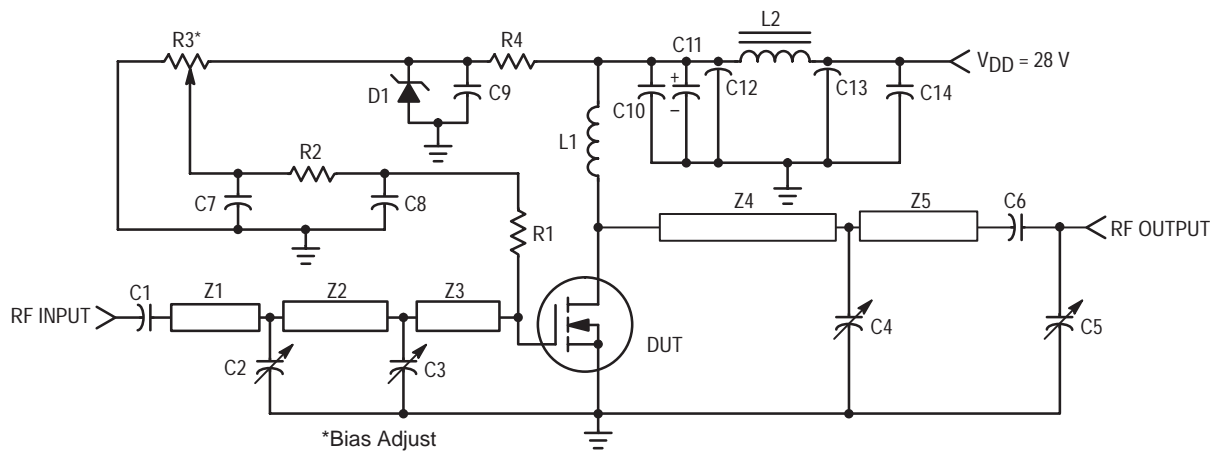 L2
R3*
R4
C11
+
–
VDD = 28 V
D1
C9
C10
C12
C13
C14
L1
R2
C7
C8
R1
Z4
Z5
C6
RF OUTPUT
C1
Z1
Z2
Z3
RF INPUT
C2
C3
DUT
C4
C5
*Bias Adjust